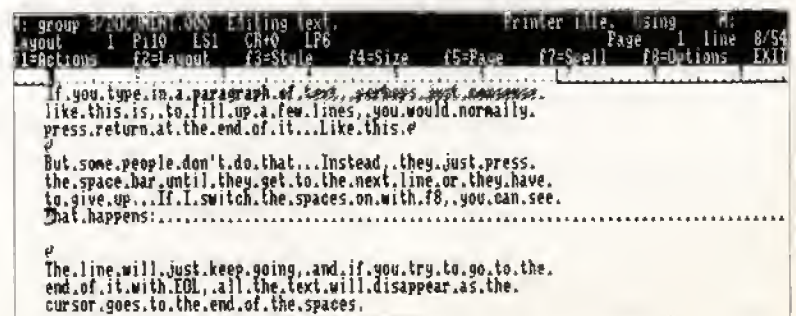 A: group 3/DOCUMENT.000 Editing text. Printer idle. Using A:
Layout 1 Pi10 LS1 CR+0 LP6 Page 1 line 8/54
f1=Actions f2=Layout f3=Style f4=Size f5=Page f7=Spell f8=Options EXIT
If.you.type.in.a.paragraph.of.text,.perhaps.just.nonsense.
like.this.is,.to.fill.up.a.few.lines,.you.would.normally.
press.return.at.the.end.of.it...Like.this.
But.some.people.don't.do.that...Instead,.they.just.press.
the.space.bar.until.they.get.to.the.next.line.or.they.have.
to.give.up...If.I.switch.the.spaces.on.with.f8,.you.can.see.
what.happens:
The.line.will.just.keep.going,.and.if.you.try.to.go.to.the.
end.of.it.with.EOL,.all.the.text.will.disappear.as.the.
cursor.goes.to.the.end.of.the.spaces.